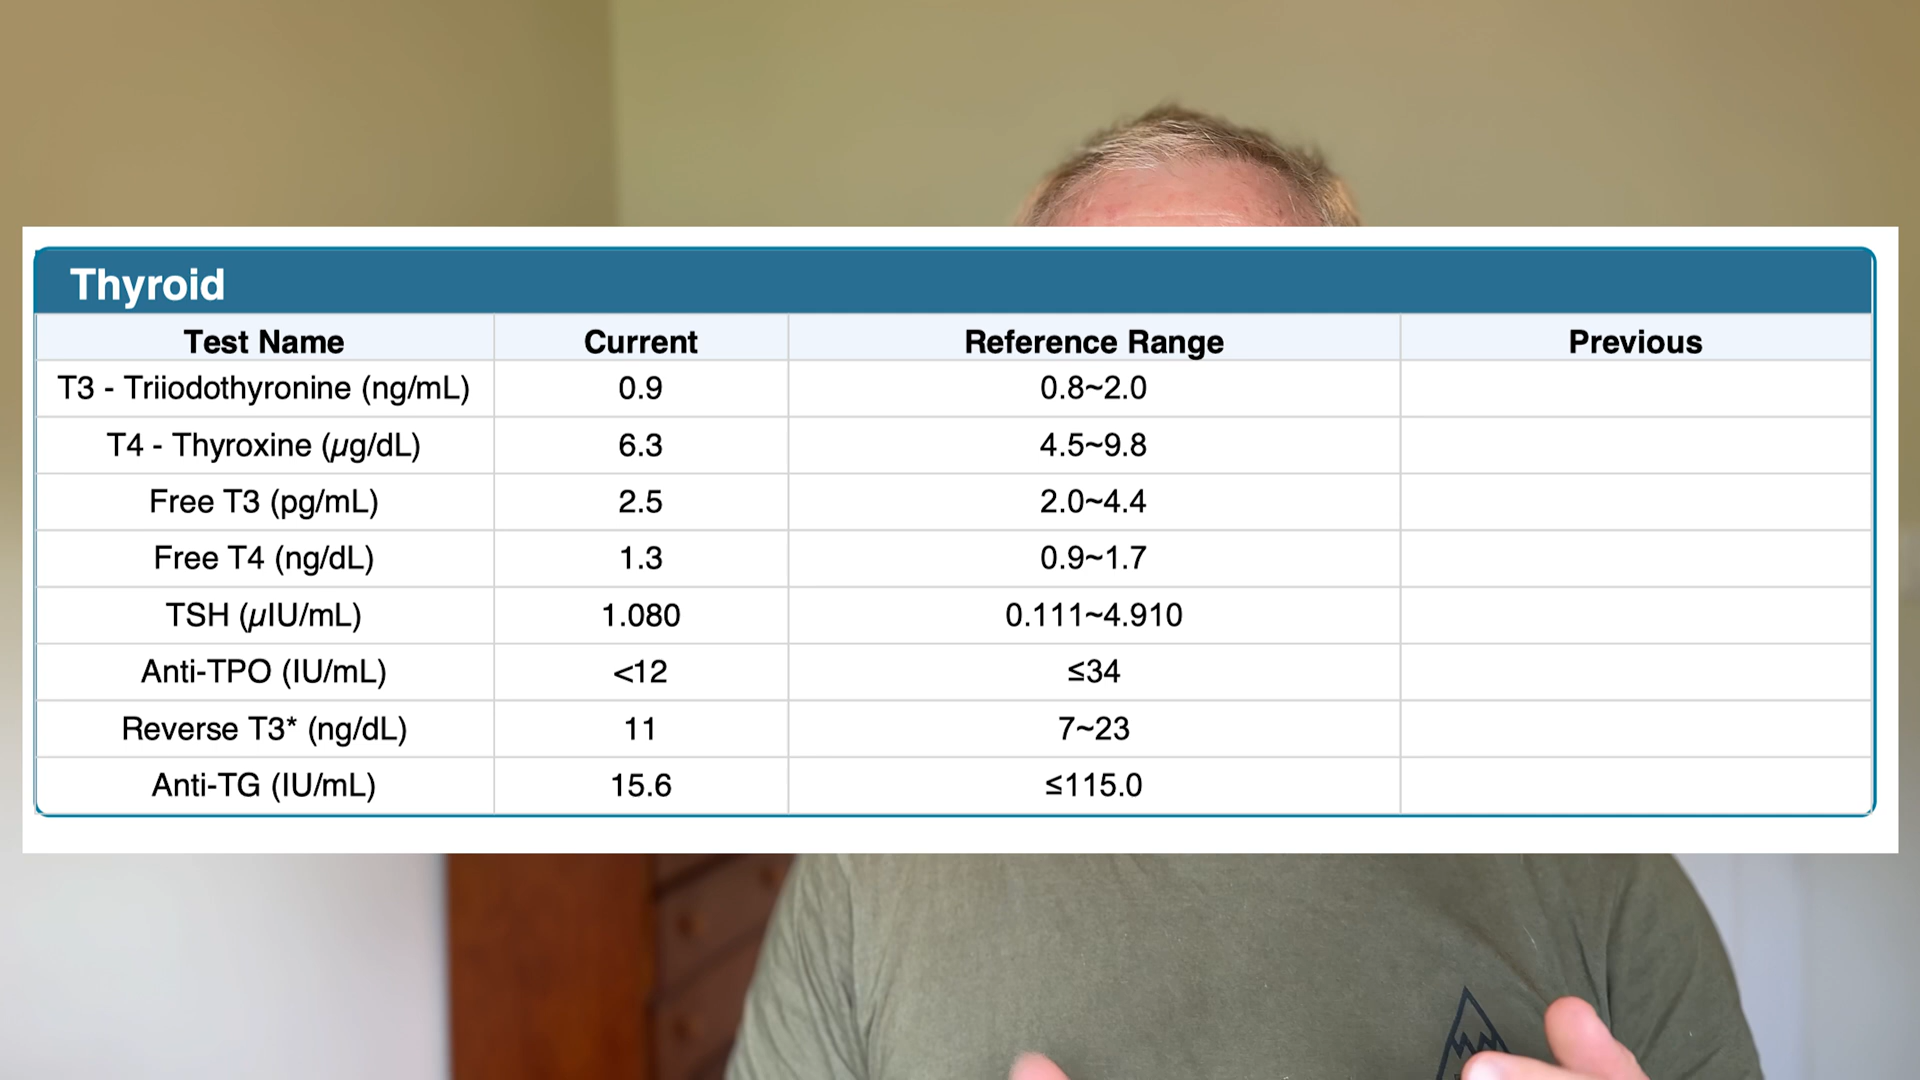 Thyroid
Test Name Current Reference Range Previous
T3 - Triiodothyronine (ng/mL) 0.9 0.8~2.0
T4 - Thyroxine (µg/dL) 6.3 4.5~9.8
Free T3 (pg/mL) 2.5 2.0~4.4
Free T4 (ng/dL) 1.3 0.9~1.7
TSH (µIU/mL) 1.080 0.111~4.910
Anti-TPO (IU/mL) <12 ≤34
Reverse T3* (ng/dL) 11 7~23
Anti-TG (IU/mL) 15.6 ≤115.0